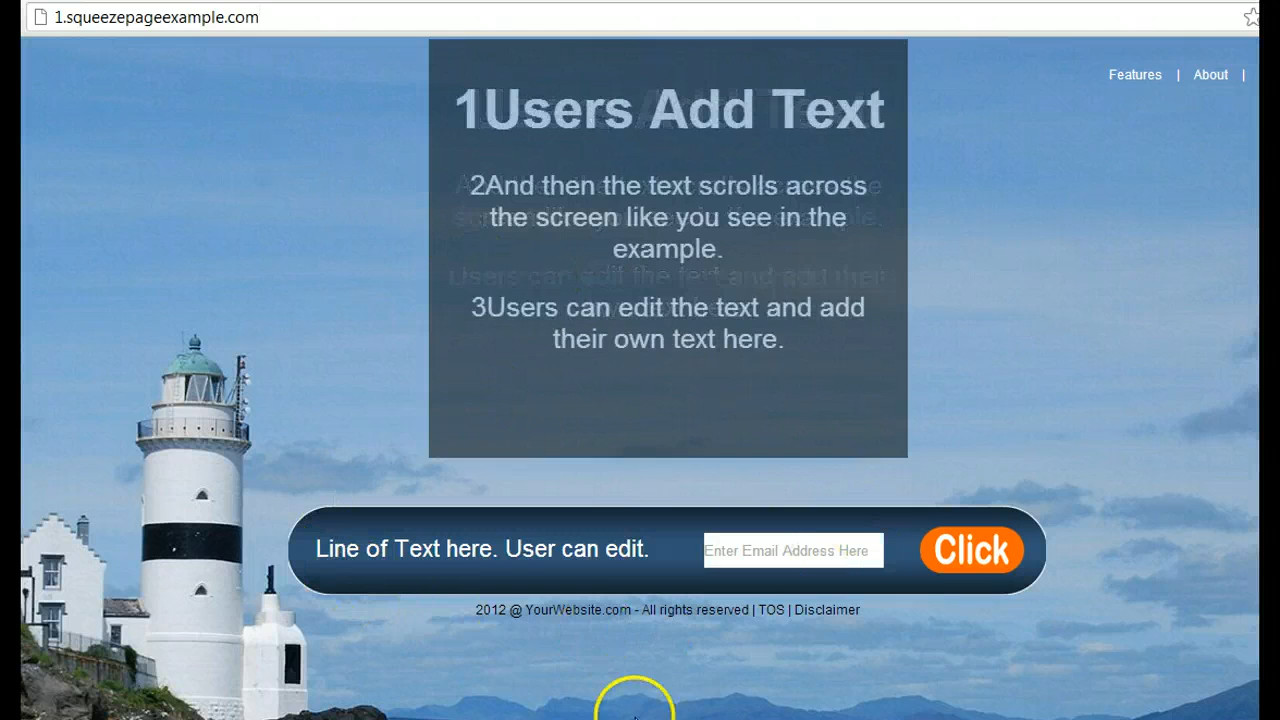 1.squeezepageexample.com
Features | About |
1Users Add Text
2And then the text scrolls across
the screen like you see in the
example.
3Users can edit the text and add
their own text here.
Line of Text here. User can edit.
Enter Email Address Here
Click
2012 @ YourWebsite.com - All rights reserved | TOS | Disclaimer